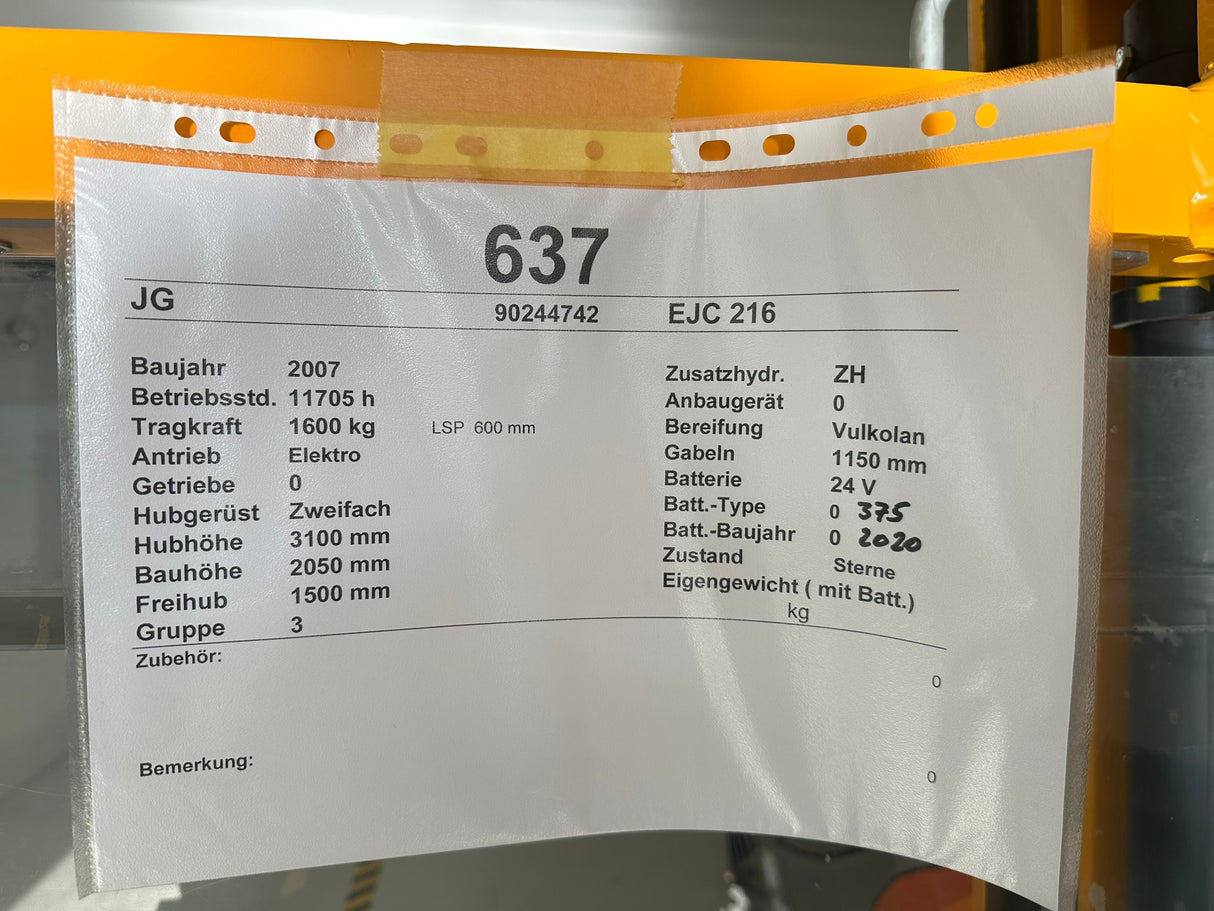 637
JG 90244742 EJC 216
Baujahr 2007 Zusatzhydr. ZH
Betriebsstd. 11705 h Anbaugerät 0
Tragkraft 1600 kg LSP 600 mm Bereifung Vulkolan
Antrieb Elektro Gabeln 1150 mm
Getriebe 0 Batterie 24 V
Hubgerüst Zweifach Batt.-Type 0 375
Hubhöhe 3100 mm Batt.-Baujahr 0 2020
Bauhöhe 2050 mm Zustand Sterne
Freihub 1500 mm Eigengewicht ( mit Batt.)
Gruppe 3 kg
Zubehör:
0
Bemerkung:
0